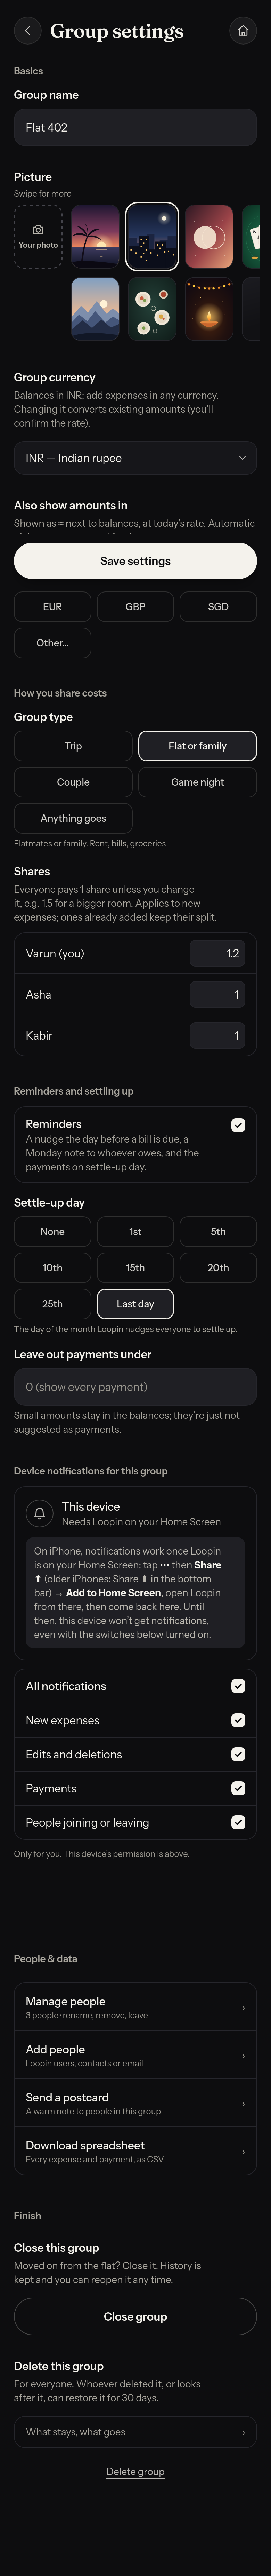 Group settings
Basics
Group name
Flat 402
Picture
Swipe for more
Your photo
Group currency
Balances in INR; add expenses in any currency.
Changing it converts existing amounts (you'll
confirm the rate).
INR — Indian rupee
Also show amounts in
Shown as ≈ next to balances, at today's rate. Automatic
Save settings
EUR
GBP
SGD
Other…
How you share costs
Group type
Trip
Flat or family
Couple
Game night
Anything goes
Flatmates or family. Rent, bills, groceries
Shares
Everyone pays 1 share unless you change
it, e.g. 1.5 for a bigger room. Applies to new
expenses; ones already added keep their split.
Varun (you) 1.2
Asha 1
Kabir 1
Reminders and settling up
Reminders
A nudge the day before a bill is due, a
Monday note to whoever owes, and the
payments on settle-up day.
Settle-up day
None
1st
5th
10th
15th
20th
25th
Last day
The day of the month Loopin nudges everyone to settle up.
Leave out payments under
0 (show every payment)
Small amounts stay in the balances; they're just not
suggested as payments.
Device notifications for this group
This device
Needs Loopin on your Home Screen
On iPhone, notifications work once Loopin
is on your Home Screen: tap ••• then Share
⬆ (older iPhones: Share ⬆ in the bottom
bar) → Add to Home Screen, open Loopin
from there, then come back here. Until
then, this device won't get notifications,
even with the switches below turned on.
All notifications
New expenses
Edits and deletions
Payments
People joining or leaving
Only for you. This device's permission is above.
People & data
Manage people
3 people · rename, remove, leave
Add people
Loopin users, contacts or email
Send a postcard
A warm note to people in this group
Download spreadsheet
Every expense and payment, as CSV
Finish
Close this group
Moved on from the flat? Close it. History is
kept and you can reopen it any time.
Close group
Delete this group
For everyone. Whoever deleted it, or looks
after it, can restore it for 30 days.
What stays, what goes
Delete group